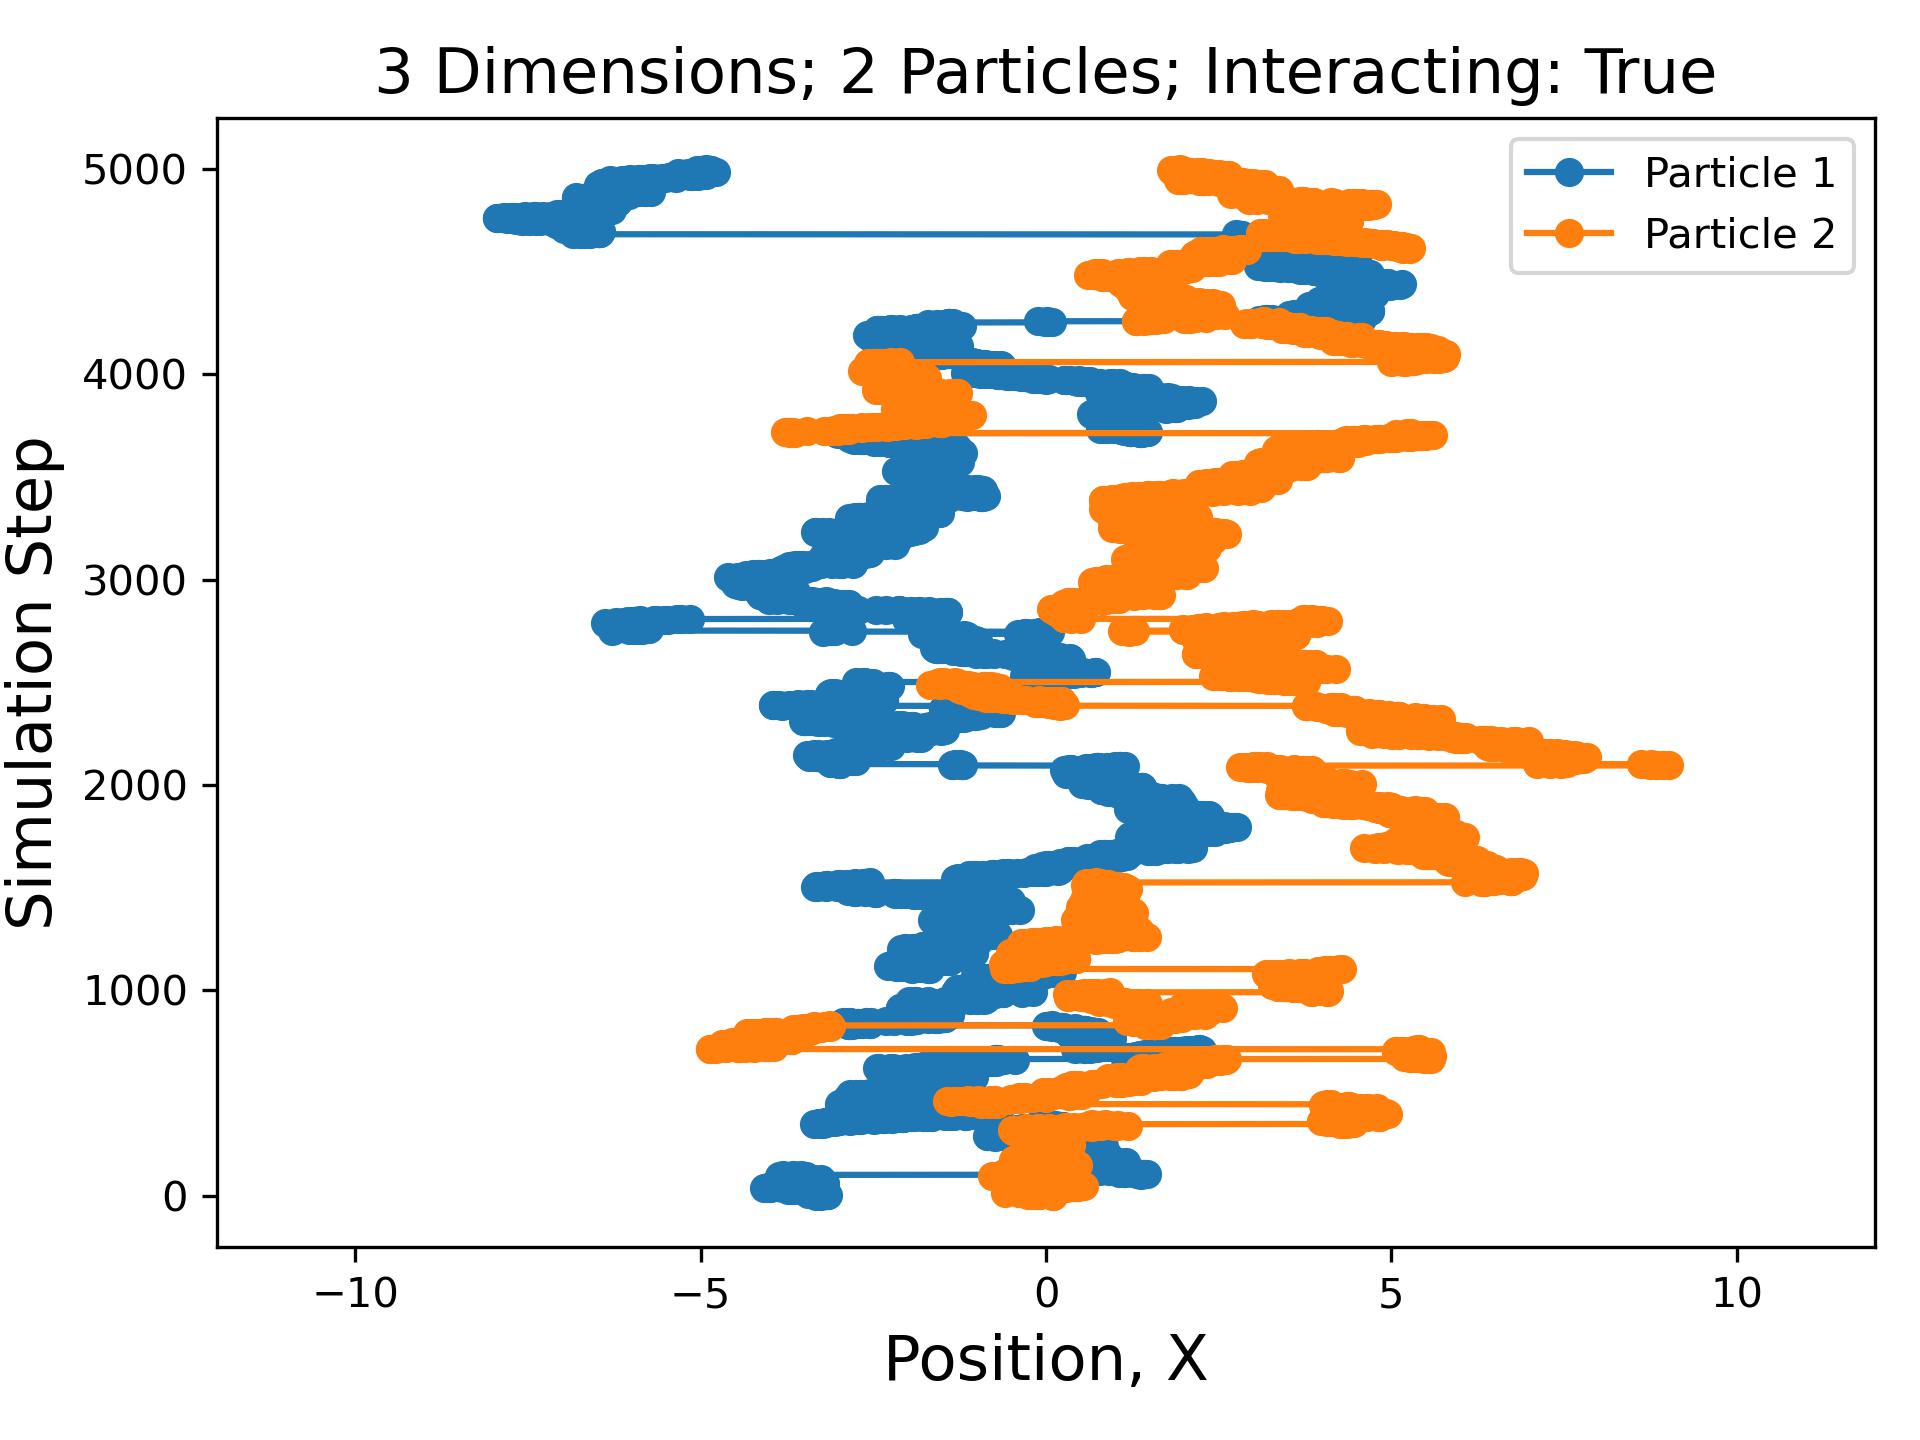 3 Dimensions; 2 Particles; Interacting: True
Particle 1
Particle 2
Simulation Step
5000
4000
3000
2000
1000
0
−10
−5
0
5
10
Position, X